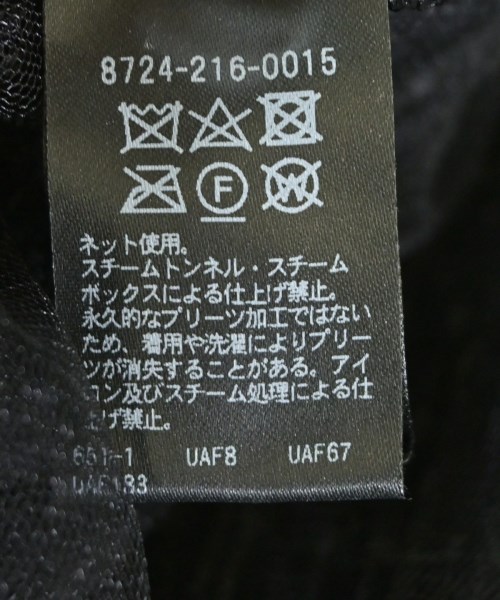 8724-216-0015
F W
ネット使用。
スチームトンネル・スチーム
ボックスによる仕上げ禁止。
永久的なプリーツ加工ではない
ため、着用や洗濯によりプリー
ツが消失することがある。アイ
ロン及びスチーム処理による仕
上げ禁止。
651-1 UAF8 UAF67
UAF183